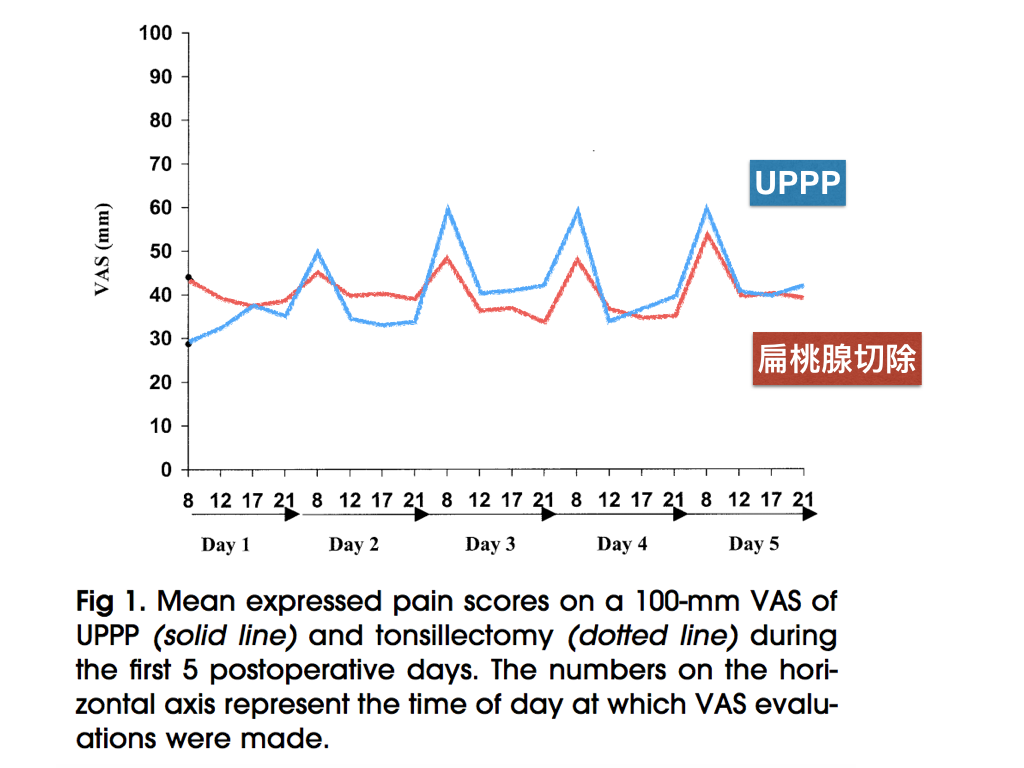 100
90
80
70
60
50
40
30
20
10
0
VAS (mm)
UPPP
扁桃腺切除
8 12 17 21 8 12 17 21 8 12 17 21 8 12 17 21 8 12 17 21
Day 1 Day 2 Day 3 Day 4 Day 5
Fig 1. Mean expressed pain scores on a 100-mm VAS of
UPPP (solid line) and tonsillectomy (dotted line) during
the first 5 postoperative days. The numbers on the hori-
zontal axis represent the time of day at which VAS evalu-
ations were made.